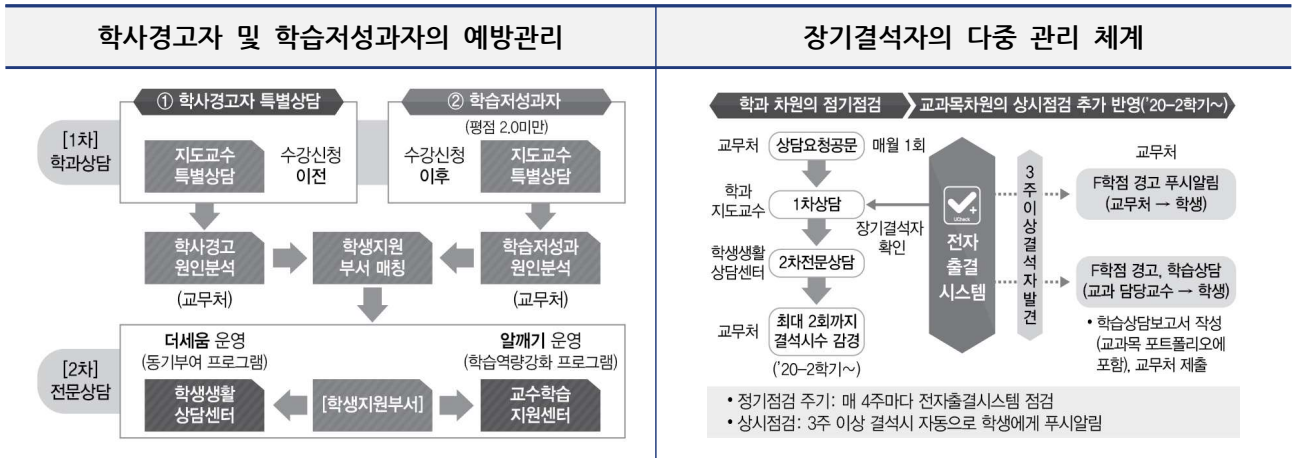 학사경고자 및 학습저성과자의 예방관리
① 학사경고자 특별상담
② 학습저성과자
(평점 2.0미만)
[1차]
학과상담
지도교수
특별상담
수강신청
이전
수강신청
이후
지도교수
특별상담
학사경고
원인분석
(교무처)
학생지원
부서 매칭
학습저성과
원인분석
(교무처)
[2차]
전문상담
더세움 운영
(동기부여 프로그램)
학생생활
상담센터
[학생지원부서]
알깨기 운영
(학습역량강화 프로그램)
교수학습
지원센터
장기결석자의 다중 관리 체계
학과 차원의 점기점검
교과목차원의 상시점검 추가 반영('20-2학기~)
교무처
상담요청공문
매월 1회
학과
지도교수
1차상담
장기결석자
확인
학생생활
상담센터
2차전문상담
교무처
최대 2회까지
결석시수 감경
('20-2학기~)
UCheck
전자
출결
시스템
3주이상결석자발견
교무처
F학점 경고 푸시알림
(교무처 → 학생)
F학점 경고, 학습상담
(교과 담당교수 → 학생)
• 학습상담보고서 작성
(교과목 포트폴리오에
포함), 교무처 제출
• 정기점검 주기: 매 4주마다 전자출결시스템 점검
• 상시점검: 3주 이상 결석시 자동으로 학생에게 푸시알림